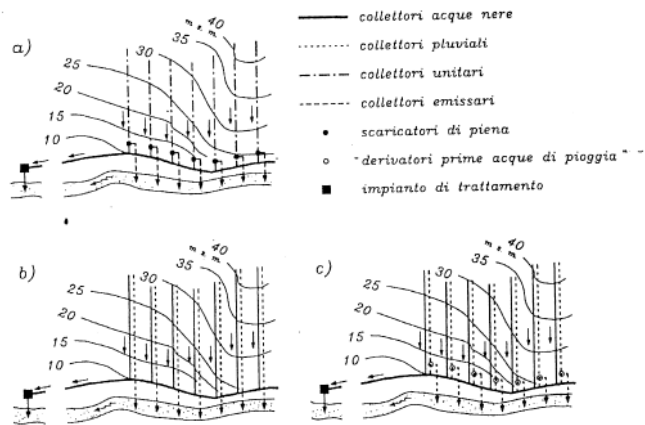 a)
m s. m. 40
35
30
25
20
15
10
collettori acque nere
collettori pluviali
collettori unitari
collettori emissari
scaricatori di piena
"derivatori prime acque di pioggia"
impianto di trattamento
b)
m s. m. 40
35
30
25
20
15
10
c)
m s. m. 40
35
30
25
20
15
10